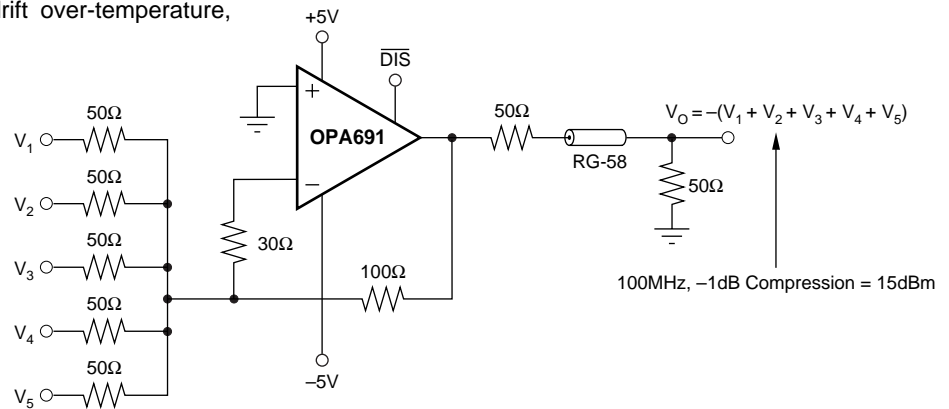 drift over-temperature,
+5V
DIS
50Ω
V1
50Ω
V2
50Ω
V3
50Ω
V4
50Ω
V5
+
OPA691
−
30Ω
100Ω
–5V
50Ω
RG-58
50Ω
VO = –(V1 + V2 + V3 + V4 + V5)
100MHz, –1dB Compression = 15dBm